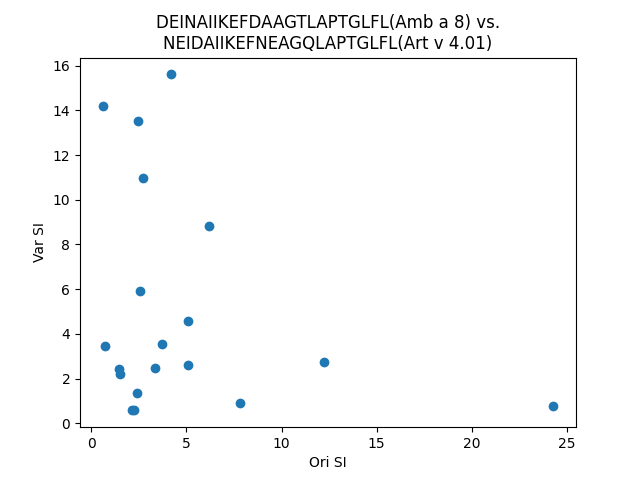 DEINAIIKEFDAAGTLAPTGLFL(Amb a 8) vs.
NEIDAIIKEFNEAGQLAPTGLFL(Art v 4.01)
16
14
12
10
8
6
4
2
0
Var SI
0 5 10 15 20 25
Ori SI